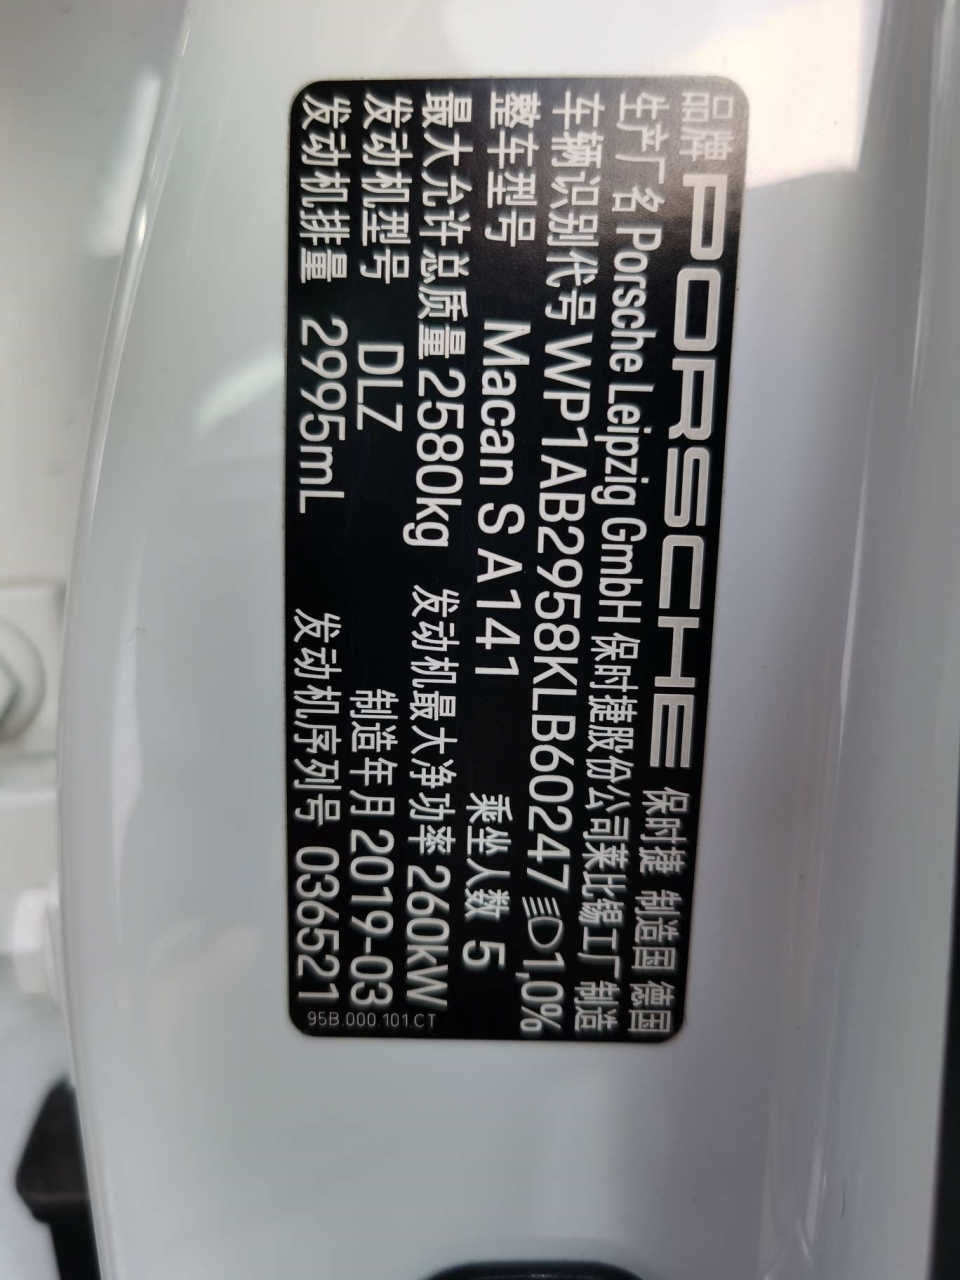 品牌 PORSCHE 保时捷 制造国 德国
生产厂名 Porsche Leipzig GmbH 保时捷股份公司莱比锡工厂制造
车辆识别代号 WP1AB2958KLB60247 1,0%
整车型号 Macan S A141 乘坐人数 5
最大允许总质量 2580kg 发动机最大净功率 260kW
发动机型号 DLZ 制造年月 2019-03
发动机排量 2995mL 发动机序列号 036521
95B.000.101.CT